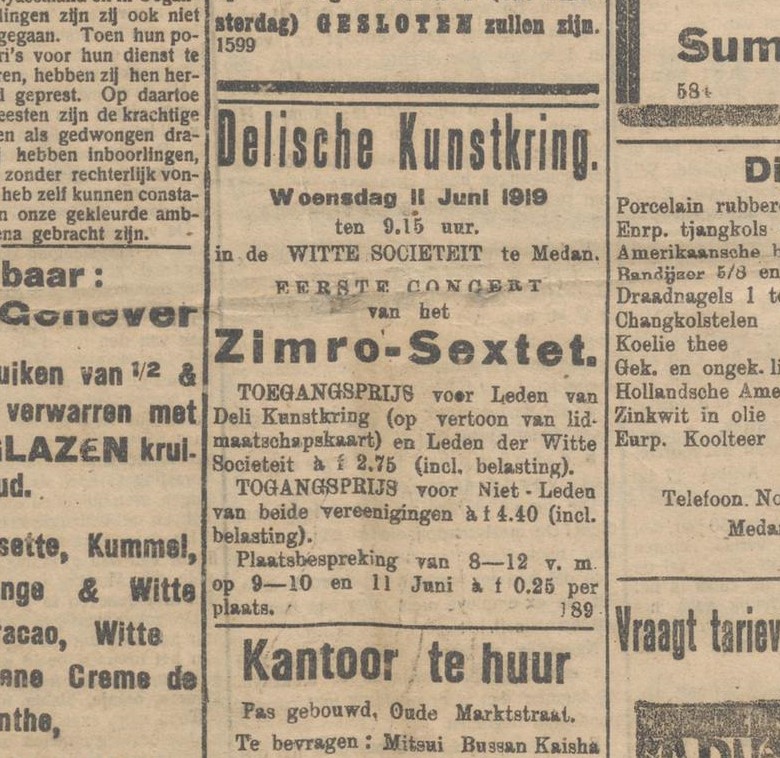 lingen zijn zij ook niet
gegaan. Toen hun po-
ri's voor hun dienst te
ren, hebben zij hen her-
d geprest. Op daartoe
eesten zijn de krachtige
en als gedwongen dra-
hebben inboorlingen,
zonder rechterlijk von-
heb zelf kunnen consta-
n onze gekleurde amb-
ena gebracht zijn.
baar:
Genever
uiken van 1/2 &
verwarren met
GLAZEN krui-
ud.
sette, Kummel,
nge & Witte
racao, Witte
ane Creme de
nthe,
sterdag) GESLOTEN zullen zijn.
1599
Delische Kunstkring.
Woensdag 11 Juni 1919
ten 9.15 uur.
in de WITTE SOCIETEIT te Medan.
EERSTE CONCERT
van het
Zimro-Sextet.
TOEGANGSPRIJS voor Leden van
Deli Kunstkring (op vertoon van lid-
maatschapskaart) en Leden der Witte
Societeit à f 2.75 (incl. belasting).
TOGANGSPRIJS voor Niet-Leden
van beide vereenigingen à f 4.40 (incl.
belasting).
Plaatsbespreking van 8—12 v. m.
op 9—10 en 11 Juni à f 0.25 per
plaats. 189
Kantoor te huur
Pas gebouwd, Oude Marktstraat.
Te bevragen: Mitsui Bussan Kaisha
Sum
58
Di
Porcelain rubber
Enrp. tjangkols
Amerikaansche
Randijzer 5/8 en
Draadnagels 1
Changkolstelen
Koelie thee
Gek. en ongek. li
Hollandsche Ame
Zinkwit in olie
Eurp. Koolteer
Telefoon. No
Meda
Vraagt tariev